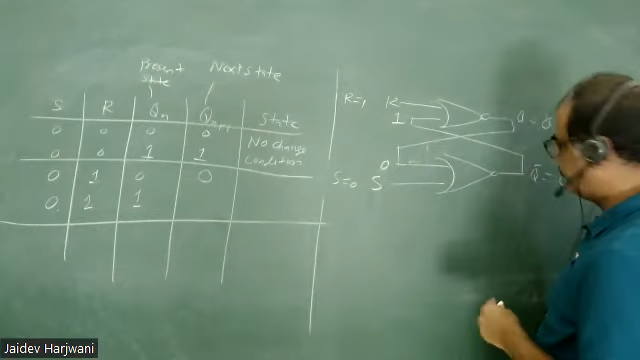 Present Next state
state
S R Qn Qn+1 State
0 0 0 0 No change
0 0 1 1 Condition
0 1 0 0
0. 1 1
R=1 R
1
Q = 0
0
S=0 S
Q̄ =
Jaidev Harjwani